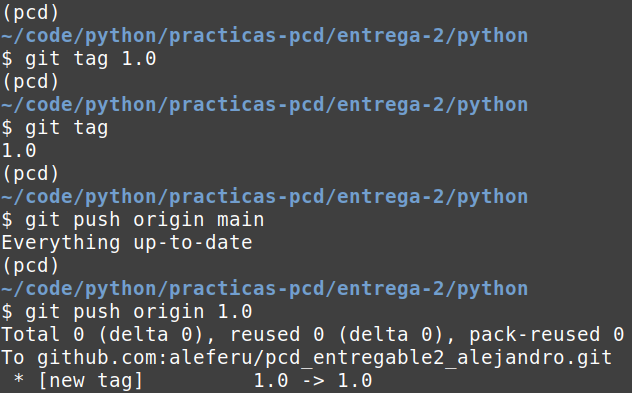 (pcd)
~/code/python/practicas-pcd/entrega-2/python
$ git tag 1.0
(pcd)
~/code/python/practicas-pcd/entrega-2/python
$ git tag
1.0
(pcd)
~/code/python/practicas-pcd/entrega-2/python
$ git push origin main
Everything up-to-date
(pcd)
~/code/python/practicas-pcd/entrega-2/python
$ git push origin 1.0
Total 0 (delta 0), reused 0 (delta 0), pack-reused 0
To github.com:aleferu/pcd_entregable2_alejandro.git
 * [new tag]         1.0 -> 1.0